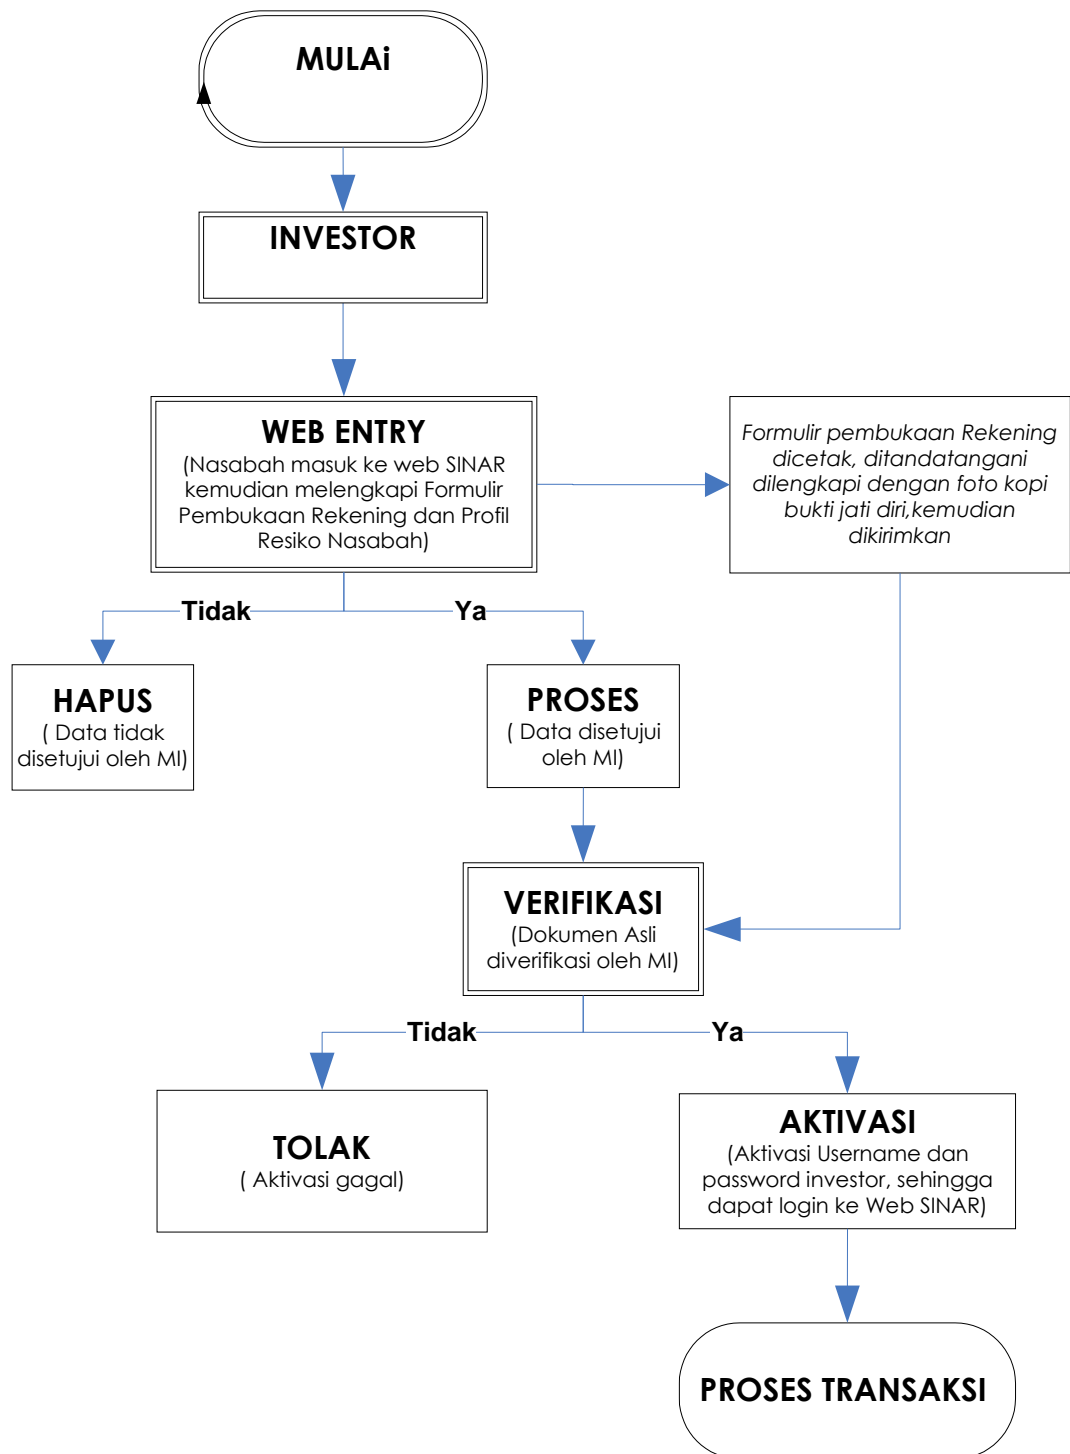 MULAi
INVESTOR
WEB ENTRY
(Nasabah masuk ke web SINAR
kemudian melengkapi Formulir
Pembukaan Rekening dan Profil
Resiko Nasabah)
Formulir pembukaan Rekening
dicetak, ditandatangani
dilengkapi dengan foto kopi
bukti jati diri,kemudian
dikirimkan
Tidak
Ya
HAPUS
( Data tidak
disetujui oleh MI)
PROSES
( Data disetujui
oleh MI)
VERIFIKASI
(Dokumen Asli
diverifikasi oleh MI)
Tidak
Ya
TOLAK
( Aktivasi gagal)
AKTIVASI
(Aktivasi Username dan
password investor, sehingga
dapat login ke Web SINAR)
PROSES TRANSAKSI